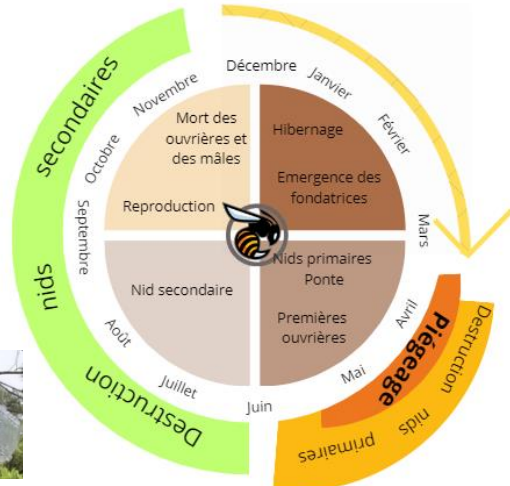 Décembre
Janvier
Février
Mars
Avril
Mai
Juin
Juillet
Août
Septembre
Octobre
Novembre
Hibernage
Emergence des
fondatrices
Nids primaires
Ponte
Premières
ouvrières
Nid secondaire
Reproduction
Mort des
ouvrières et
des mâles
Piégeage
Destruction nids primaires
Destruction nids secondaires